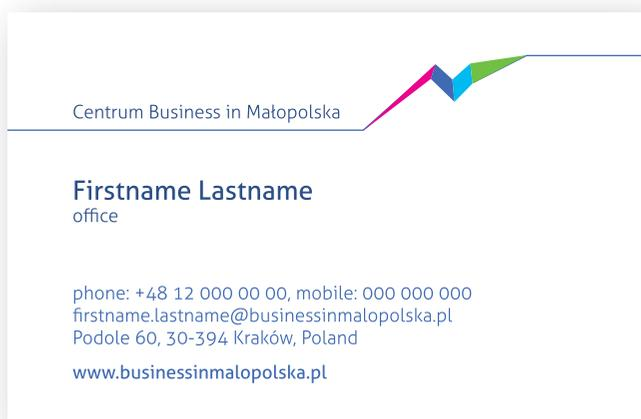 Centrum Business in Małopolska
Firstname Lastname
office
phone: +48 12 000 00 00, mobile: 000 000 000
firstname.lastname@businessinmalopolska.pl
Podole 60, 30-394 Kraków, Poland
www.businessinmalopolska.pl